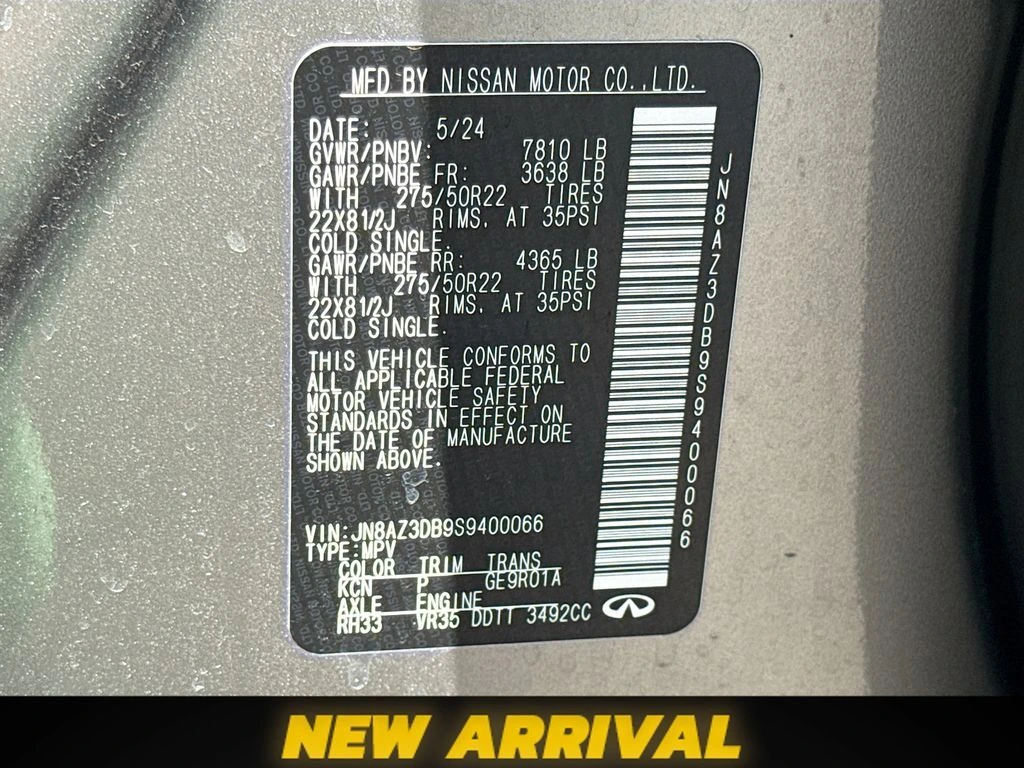 MFD BY NISSAN MOTOR CO.,LTD.
DATE: 5/24
GVWR/PNBV: 7810 LB
GAWR/PNBE FR: 3638 LB
WITH 275/50R22 TIRES
22X81/2J RIMS, AT 35PSI
COLD SINGLE.
GAWR/PNBE RR: 4365 LB
WITH 275/50R22 TIRES
22X81/2J RIMS, AT 35PSI
COLD SINGLE.
THIS VEHICLE CONFORMS TO
ALL APPLICABLE FEDERAL
MOTOR VEHICLE SAFETY
STANDARDS IN EFFECT ON
THE DATE OF MANUFACTURE
SHOWN ABOVE.
VIN:JN8AZ3DB9S9400066
TYPE:MPV
COLOR TRIM TRANS
KCN P GE9R01A
AXLE ENGINE
RH33 VR35 DDTT 3492CC
JN8AZ3DB9S9400066
NEW ARRIVAL